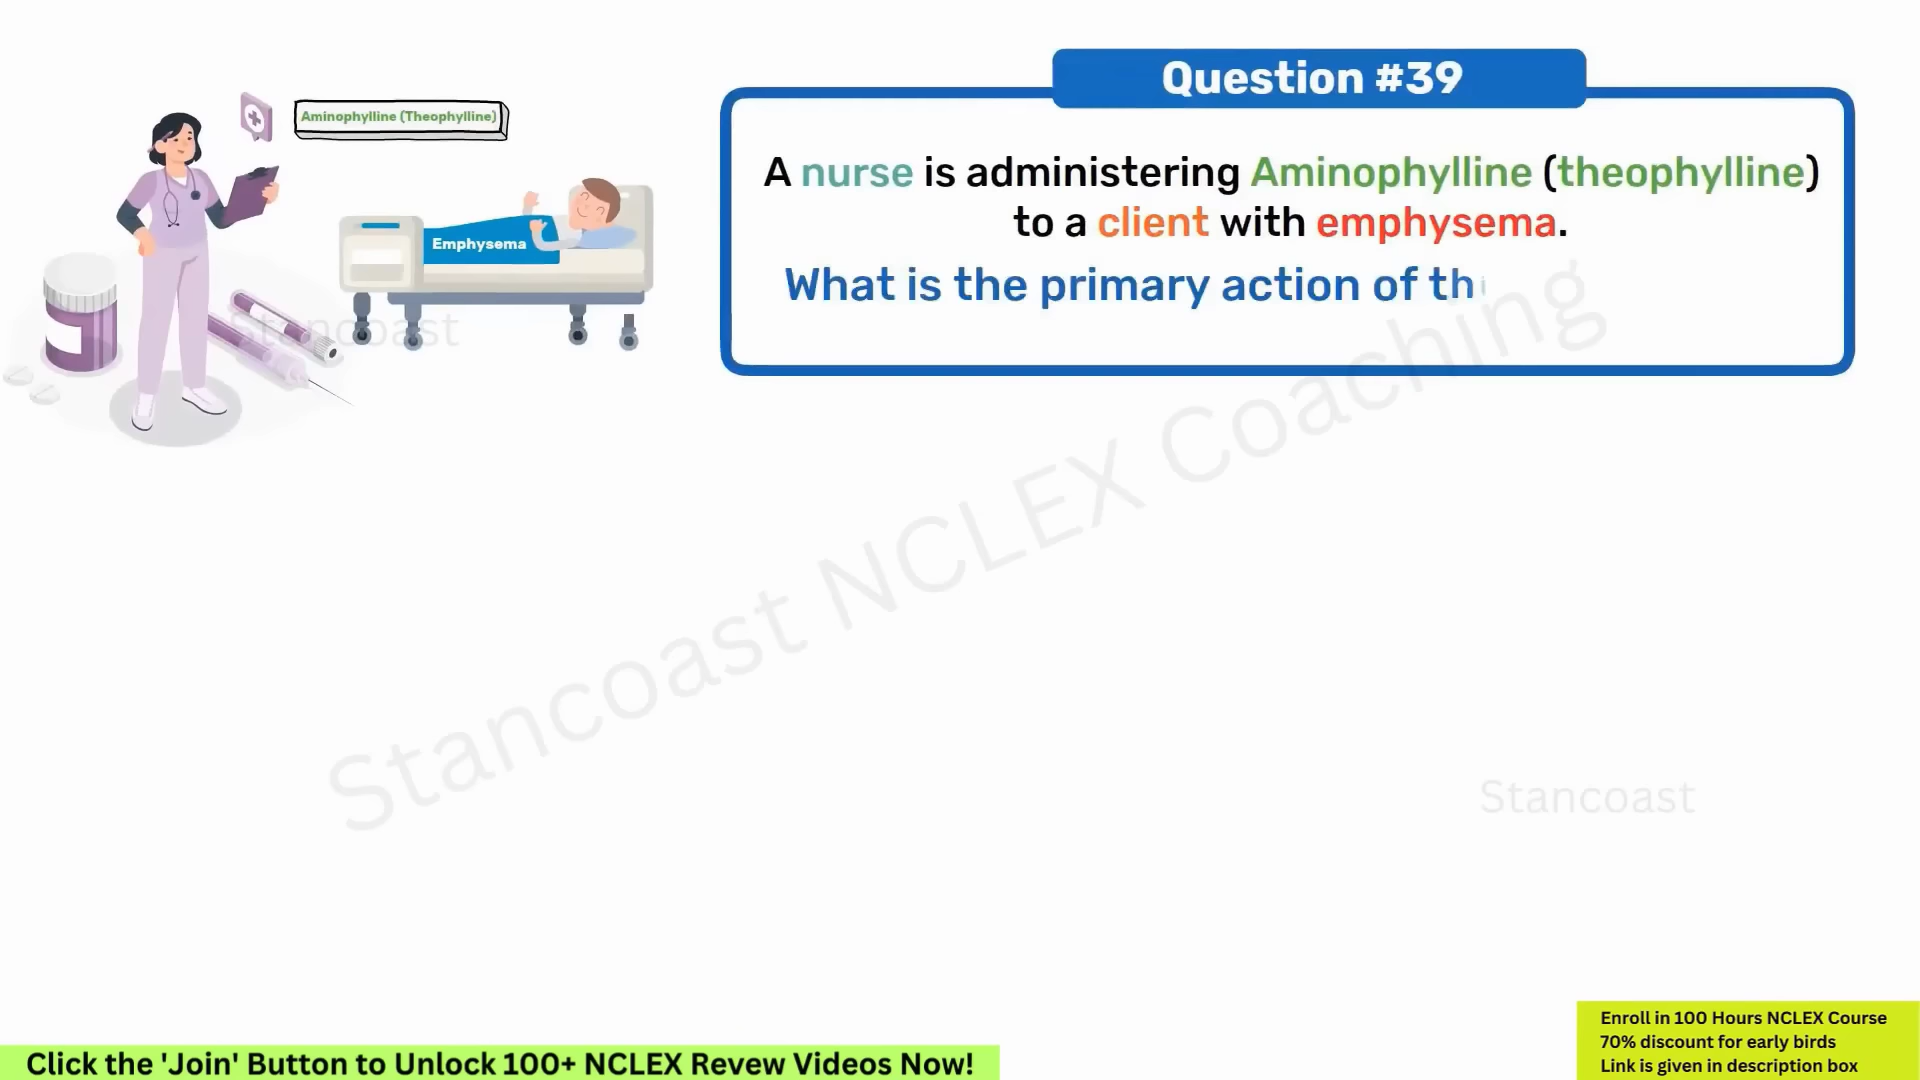 Question #39
Aminophylline (Theophylline)
A nurse is administering Aminophylline (theophylline)
to a client with emphysema.
What is the primary action of th
Emphysema
Stancoast
Stancoast NCLEX Coaching
Stancoast
Enroll in 100 Hours NCLEX Course
70% discount for early birds
Link is given in description box
Click the 'Join' Button to Unlock 100+ NCLEX Revew Videos Now!